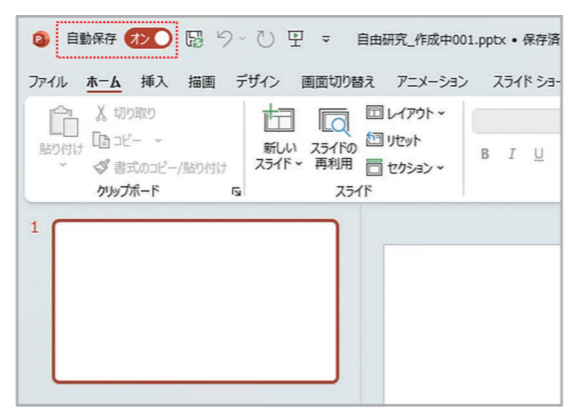 P 自動保存 オン 自由研究_作成中001.pptx • 保存済
ファイル ホーム 挿入 描画 デザイン 画面切り替え アニメーション スライド ショー
貼り付け
切り取り
コピー
書式のコピー/貼り付け
クリップボード
新しい
スライド
スライドの
再利用
レイアウト
リセット
セクション
スライド
B I U
1